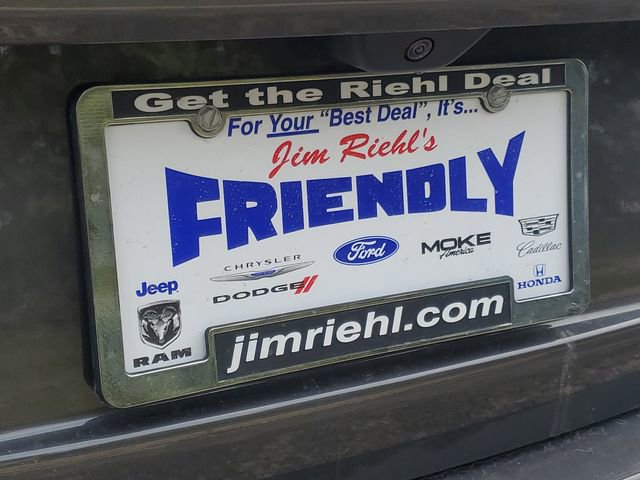 Get the Riehl Deal
For Your "Best Deal", It's...
Jim Riehl's
FRIENDLY
Jeep
RAM
CHRYSLER
DODGE
Ford
MOKE
America
Cadillac
HONDA
jimriehl.com